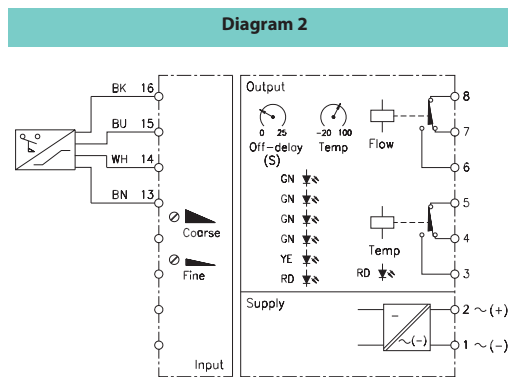 Diagram 2
BK 16
BU 15
WH 14
BN 13
Coarse
Fine
Input
Output
0 25
Off-delay
(S)
-20 100
Temp
Flow
GN
GN
GN
GN
YE
RD
Temp
RD
8
7
6
5
4
3
Supply
2 ~ (+)
1 ~ (-)
−
~(-)